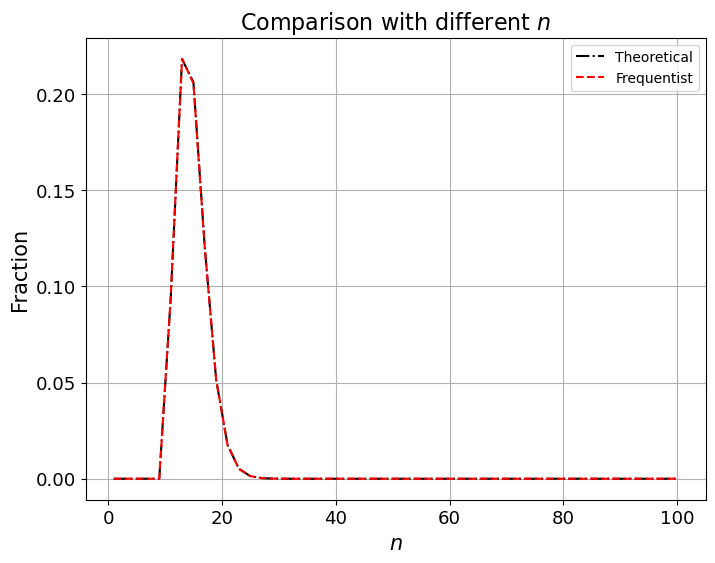 Comparison with different n
Theoretical
Frequentist
Fraction
0.20
0.15
0.10
0.05
0.00
0 20 40 60 80 100
n